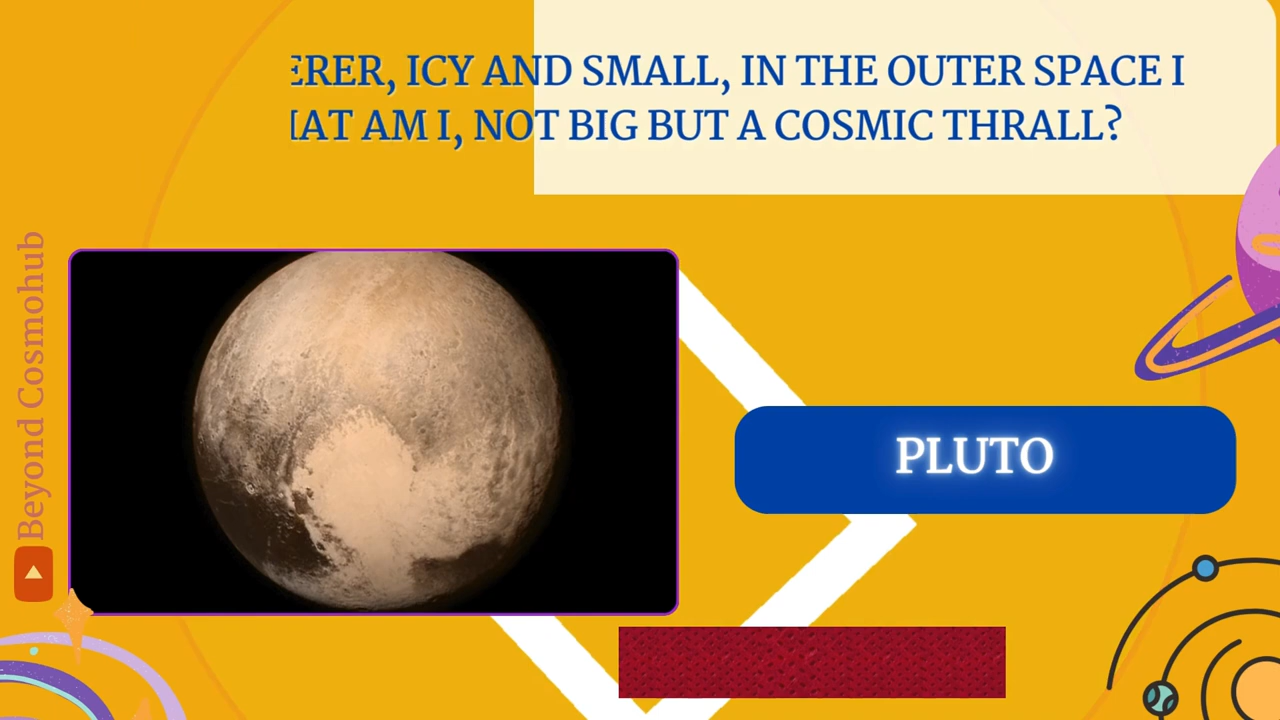 ERER, ICY AND SMALL, IN THE OUTER SPACE I
AT AM I, NOT BIG BUT A COSMIC THRALL?
PLUTO
Beyond Cosmohub